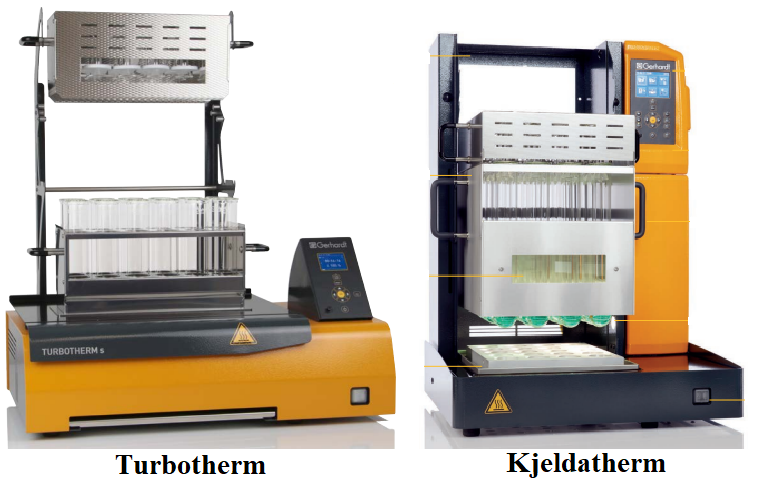 Gerhardt
Gerhardt
TURBOTHERM s
Turbotherm
Kjeldatherm